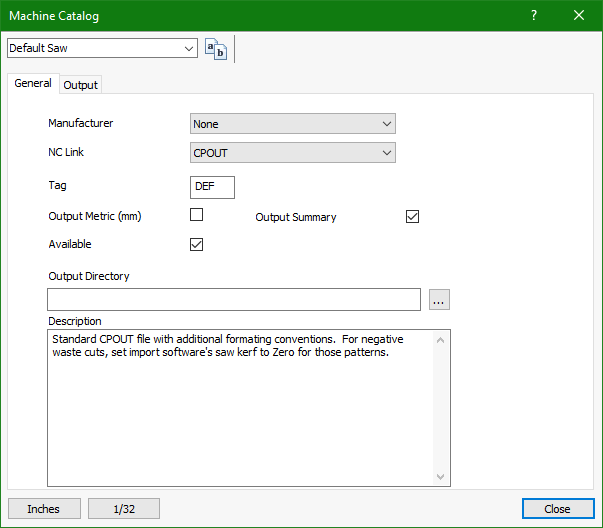 Machine Catalog
?
Default Saw
a b
General
Output
Manufacturer
None
NC Link
CPOUT
Tag
DEF
Output Metric (mm)
Output Summary
Available
Output Directory
...
Description
Standard CPOUT file with additional formating conventions.  For negative
waste cuts, set import software's saw kerf to Zero for those patterns.
Inches
1/32
Close